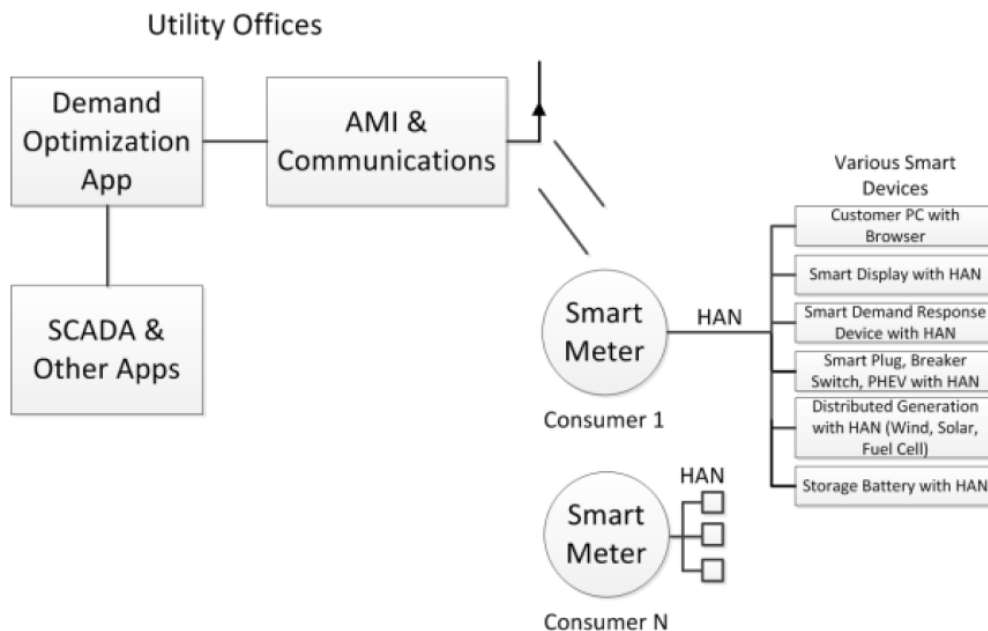 Utility Offices
Demand
Optimization
App
AMI &
Communications
SCADA &
Other Apps
Smart
Meter
Consumer 1
HAN
Various Smart
Devices
Customer PC with
Browser
Smart Display with HAN
Smart Demand Response
Device with HAN
Smart Plug, Breaker
Switch, PHEV with HAN
Distributed Generation
with HAN (Wind, Solar,
Fuel Cell)
Storage Battery with HAN
Smart
Meter
HAN
Consumer N